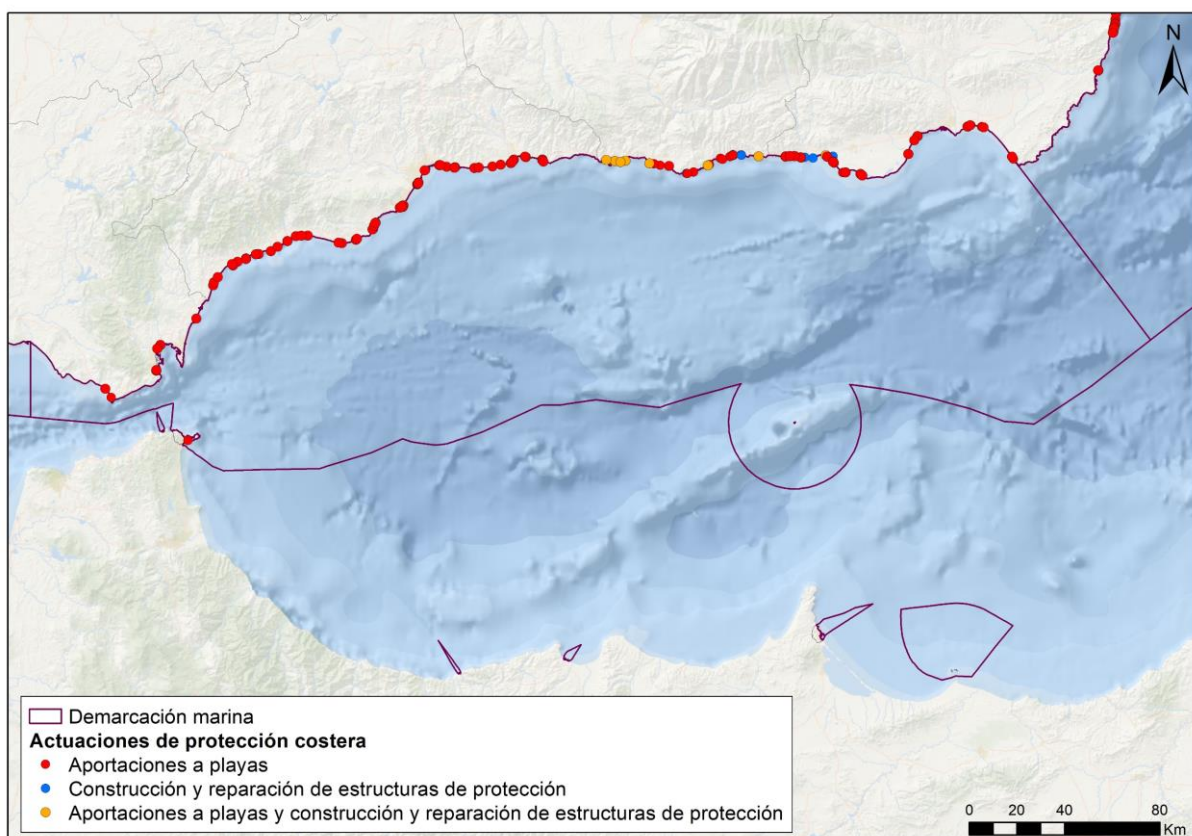 N
Demarcación marina
Actuaciones de protección costera
Aportaciones a playas
Construcción y reparación de estructuras de protección
Aportaciones a playas y construcción y reparación de estructuras de protección
0 20 40 80
Km